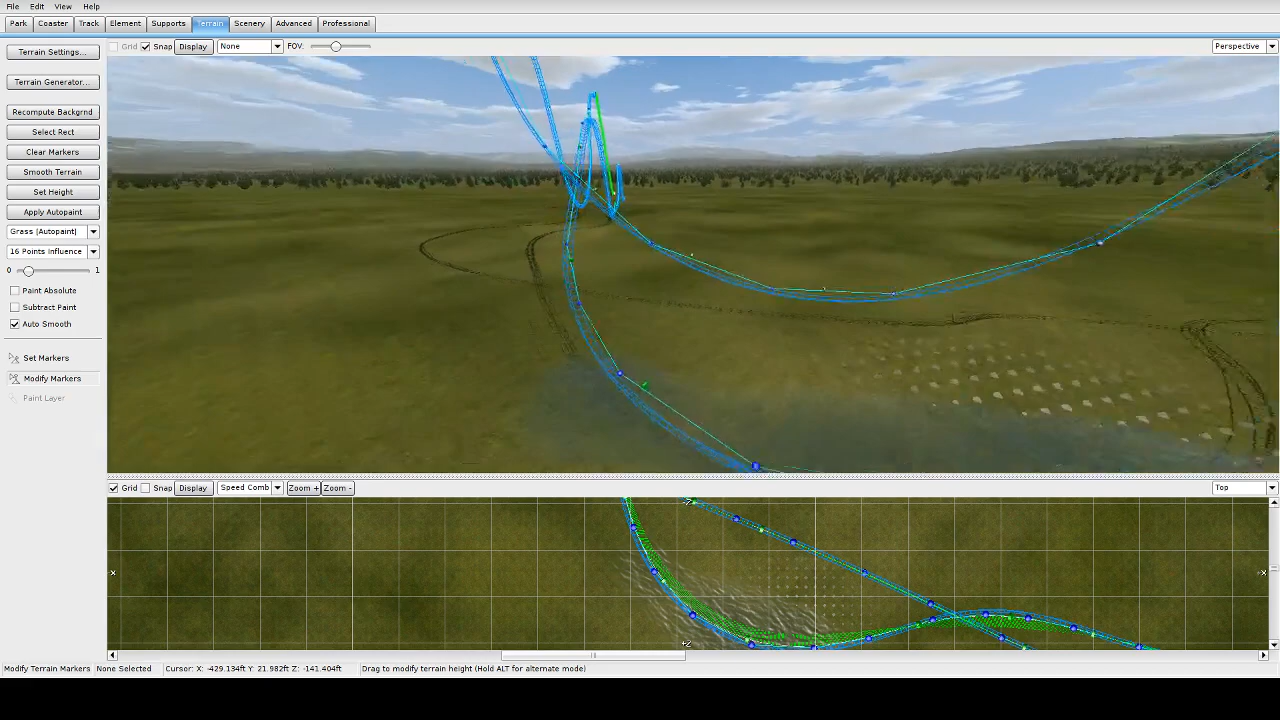 File Edit View Help
Park Coaster Track Element Supports Terrain Scenery Advanced Professional
Terrain Settings...
Grid Snap Display None FOV: Perspective
Terrain Generator...
Recompute Backgrnd
Select Rect
Clear Markers
Smooth Terrain
Set Height
Apply Autopaint
Grass (Autopaint)
16 Points Influence
0 1
Paint Absolute
Subtract Paint
Auto Smooth
Set Markers
Modify Markers
Paint Layer
Grid Snap Display Speed Comb Zoom + Zoom - Top
-Z
-X
+Z
Modify Terrain Markers None Selected Cursor: X: -429.134ft Y: 21.982ft Z: -141.404ft Drag to modify terrain height (Hold ALT for alternate mode)